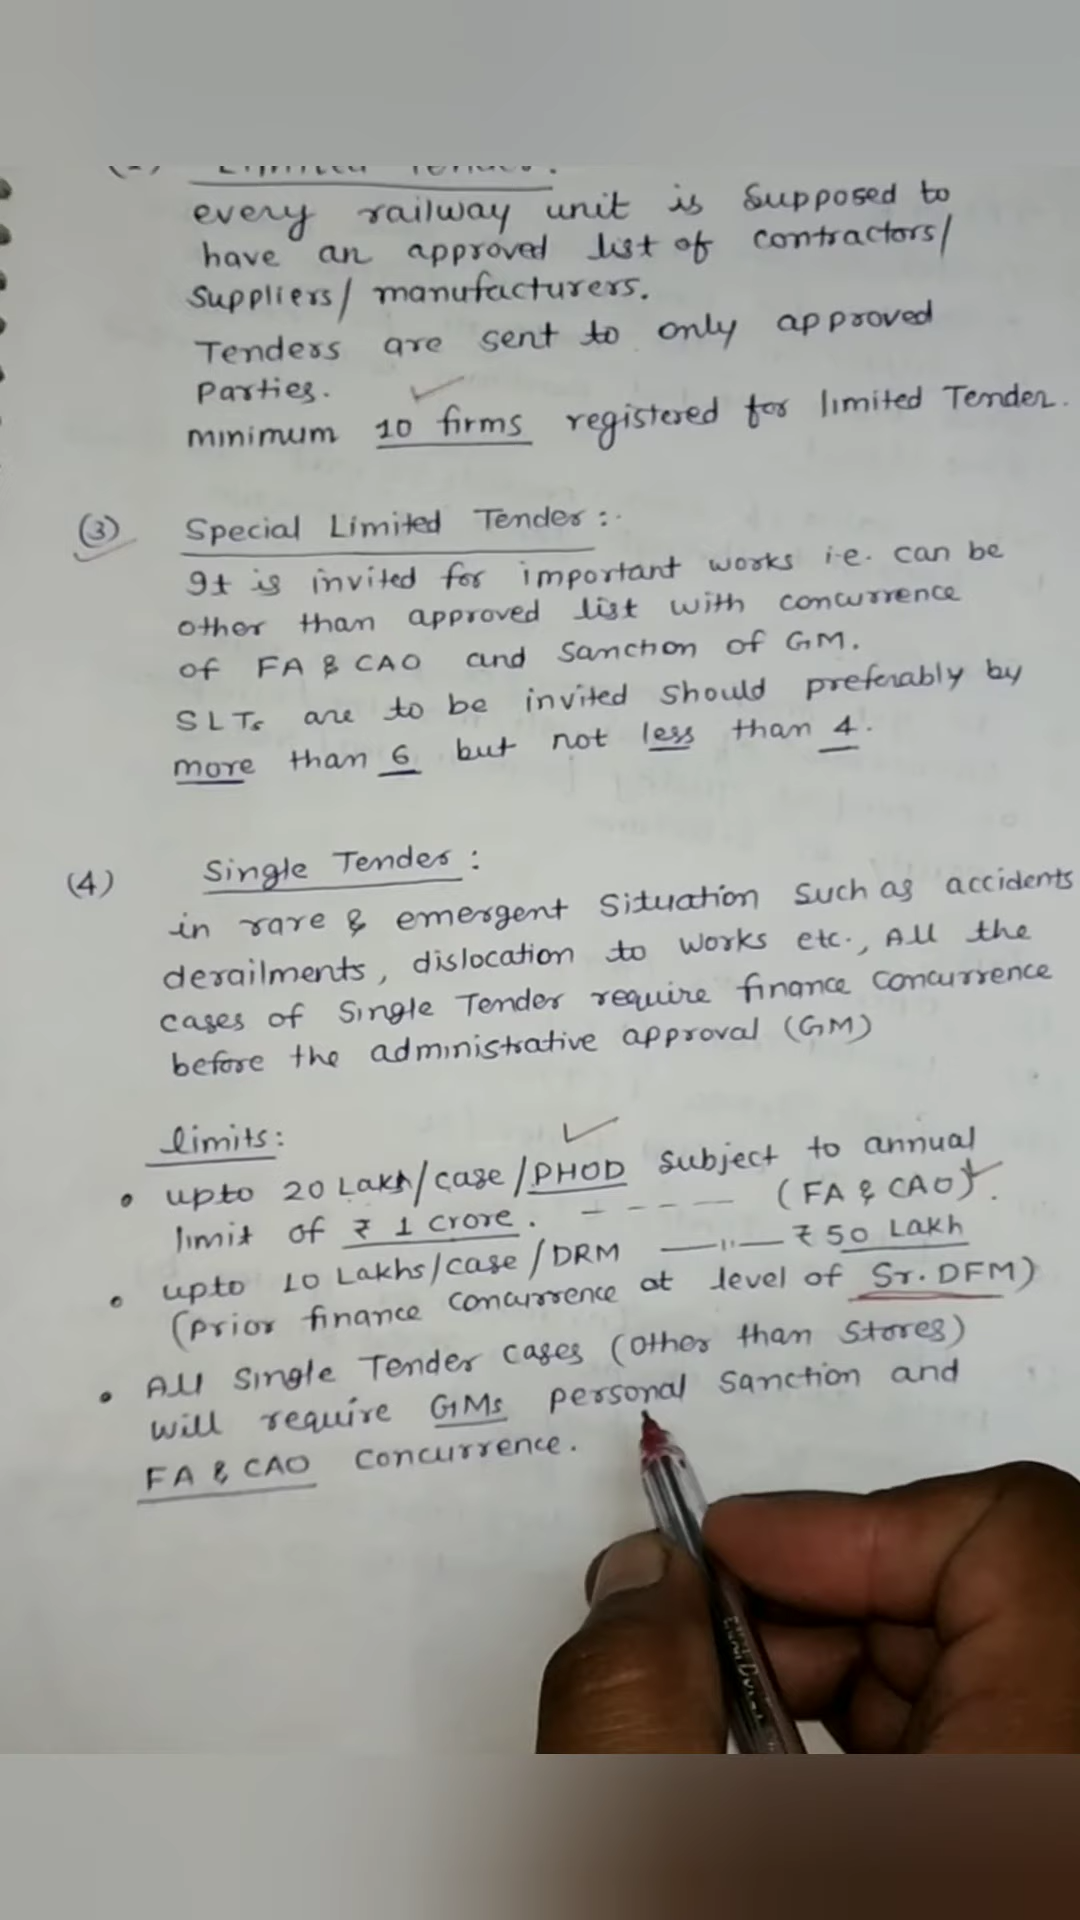 (2) Limited Tender:
every railway unit is supposed to
have an approved list of contractors/
suppliers/ manufacturers.
Tenders are sent to only approved
Parties.
minimum 10 firms registered for limited Tender.
(3) Special Limited Tender:
It is invited for important works i.e. can be
other than approved list with concurrence
of FA & CAO and sanction of GM.
SLTs are to be invited should preferably by
more than 6 but not less than 4.
(4) Single Tender:
in rare & emergent situation such as accidents
derailments, dislocation to works etc., All the
cases of Single Tender require finance concurrence
before the administrative approval (GM)
limits:
• upto 20 Lakh/case/PHOD subject to annual
limit of ₹ 1 crore. ----- (FA & CAO).
• upto 10 Lakhs/case/DRM —"— ₹ 50 Lakh
(prior finance concurrence at level of Sr. DFM)
• All Single Tender cases (other than stores)
will require GMs personal sanction and
FA & CAO concurrence.